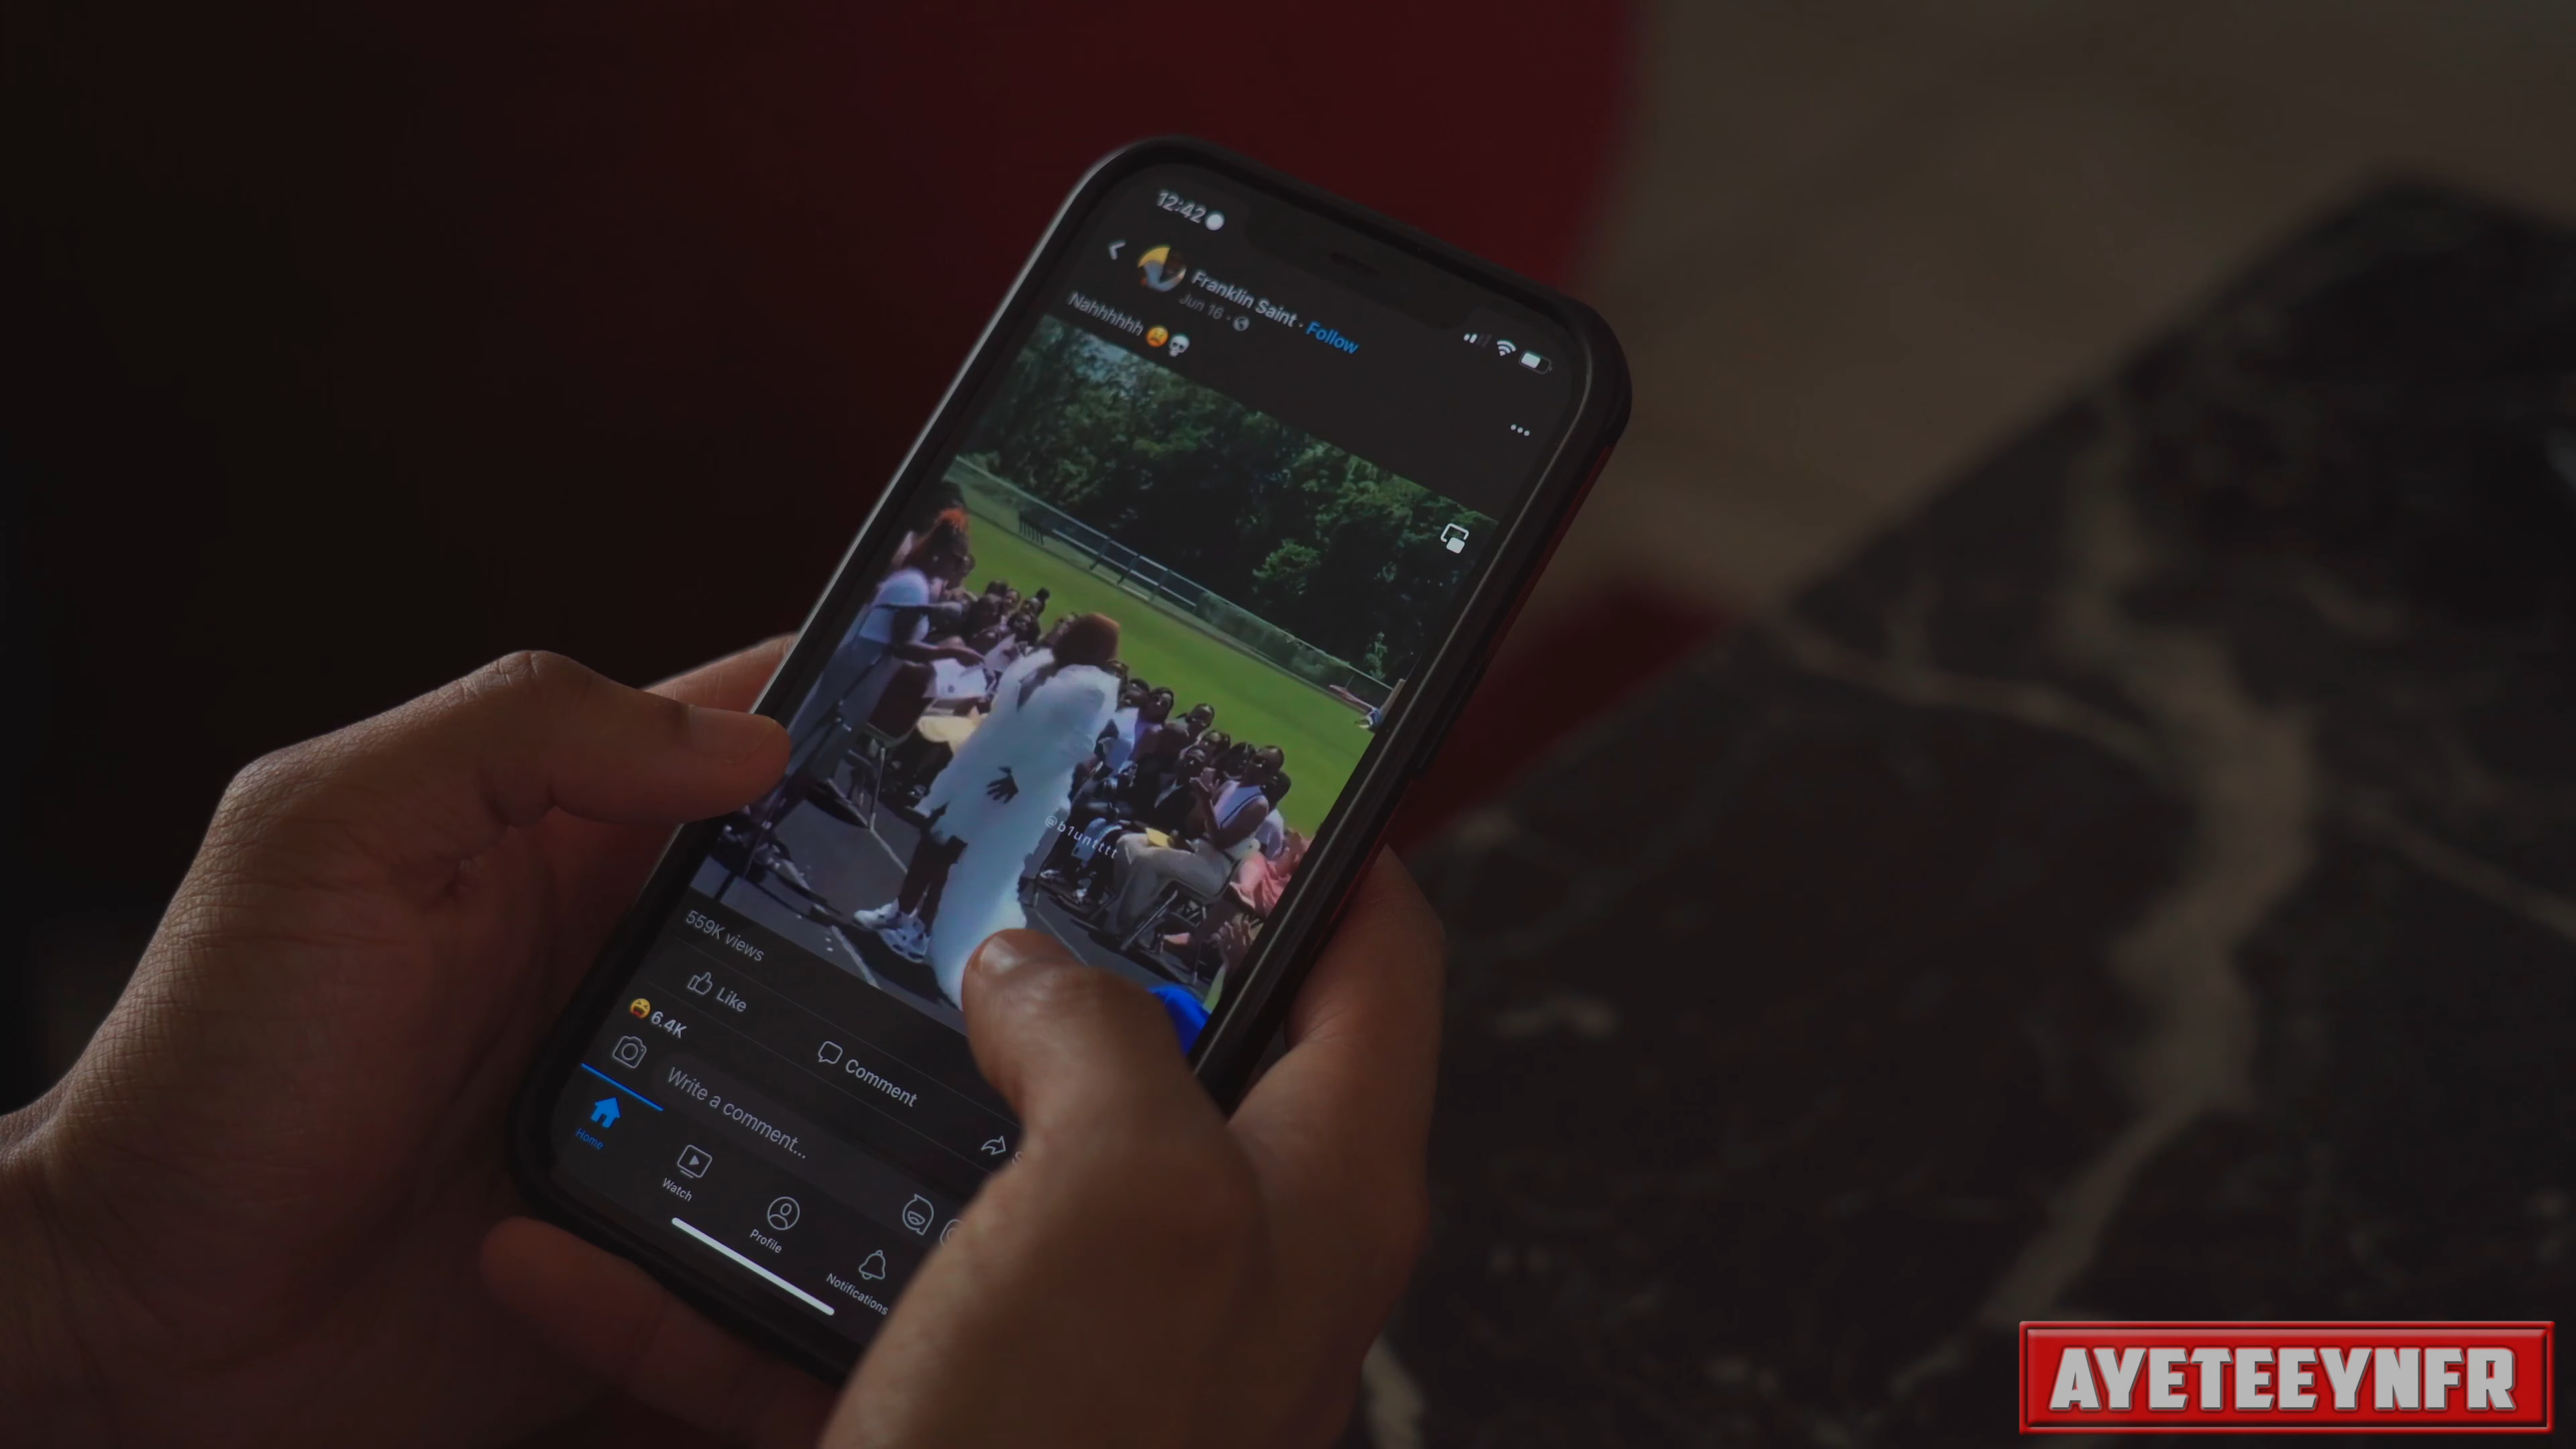 12:42
Franklin Saint · Follow
Jun 16 ·
Nahhhhhh 😡💀
@b1untttt
559K views
Like
Comment
😆 6.4K
Write a comment...
Home
Watch
Profile
Notifications
AYETEEYNFR